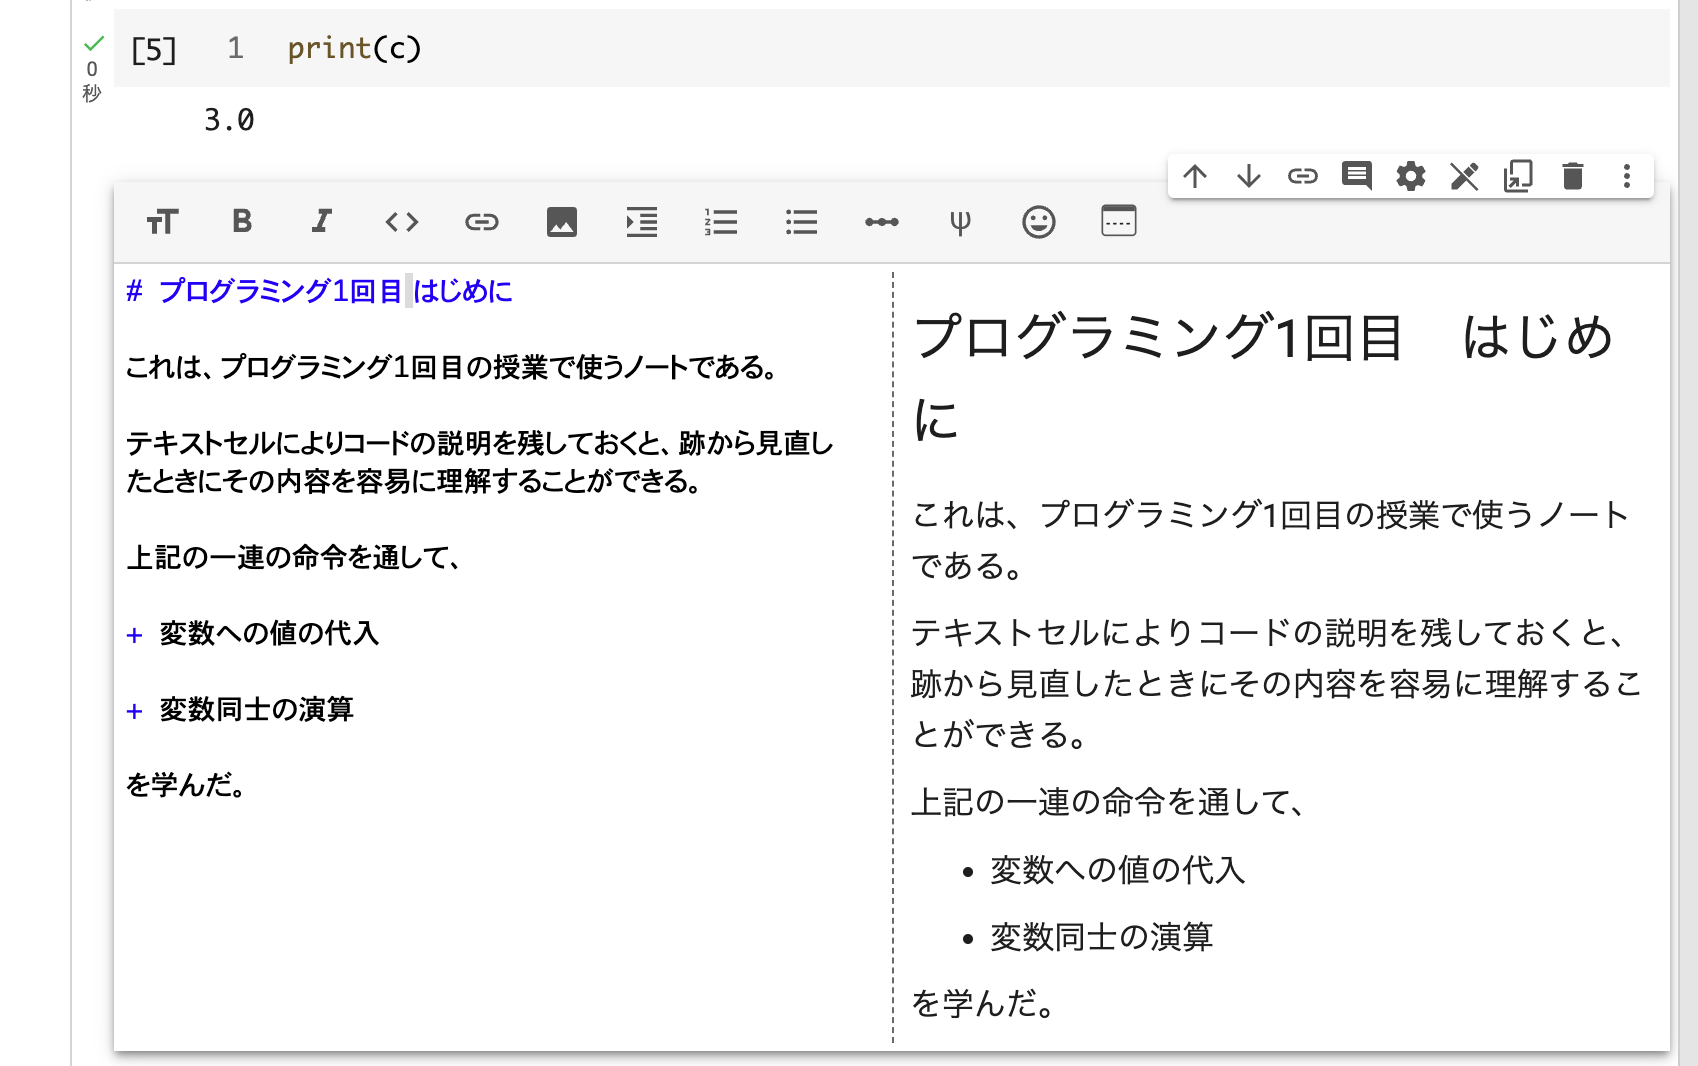 [5] 1 print(c)
0
秒
3.0
# プログラミング1回目 はじめに
これは、プログラミング1回目の授業で使うノートである。
テキストセルによりコードの説明を残しておくと、跡から見直し
たときにその内容を容易に理解することができる。
上記の一連の命令を通して、
+ 変数への値の代入
+ 変数同士の演算
を学んだ。
プログラミング1回目　はじめ
に
これは、プログラミング1回目の授業で使うノート
である。
テキストセルによりコードの説明を残しておくと、
跡から見直したときにその内容を容易に理解するこ
とができる。
上記の一連の命令を通して、
• 変数への値の代入
• 変数同士の演算
を学んだ。